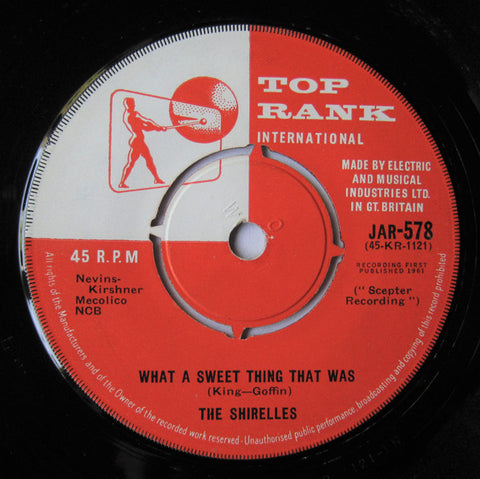 TOP
RANK
INTERNATIONAL
MADE BY ELECTRIC
AND MUSICAL
INDUSTRIES LTD.
IN GT. BRITAIN
JAR-578
(45-KR-1121)
RECORDING FIRST
PUBLISHED 1961
("Scepter
Recording")
45 R.P.M
Nevins-
Kirshner
Mecolico
NCB
WHAT A SWEET THING THAT WAS
(King—Goffin)
THE SHIRELLES
All rights of the Manufacturers and of the Owner of the recorded work reserved - Unauthorised public performance, broadcasting and copying of this record prohibited